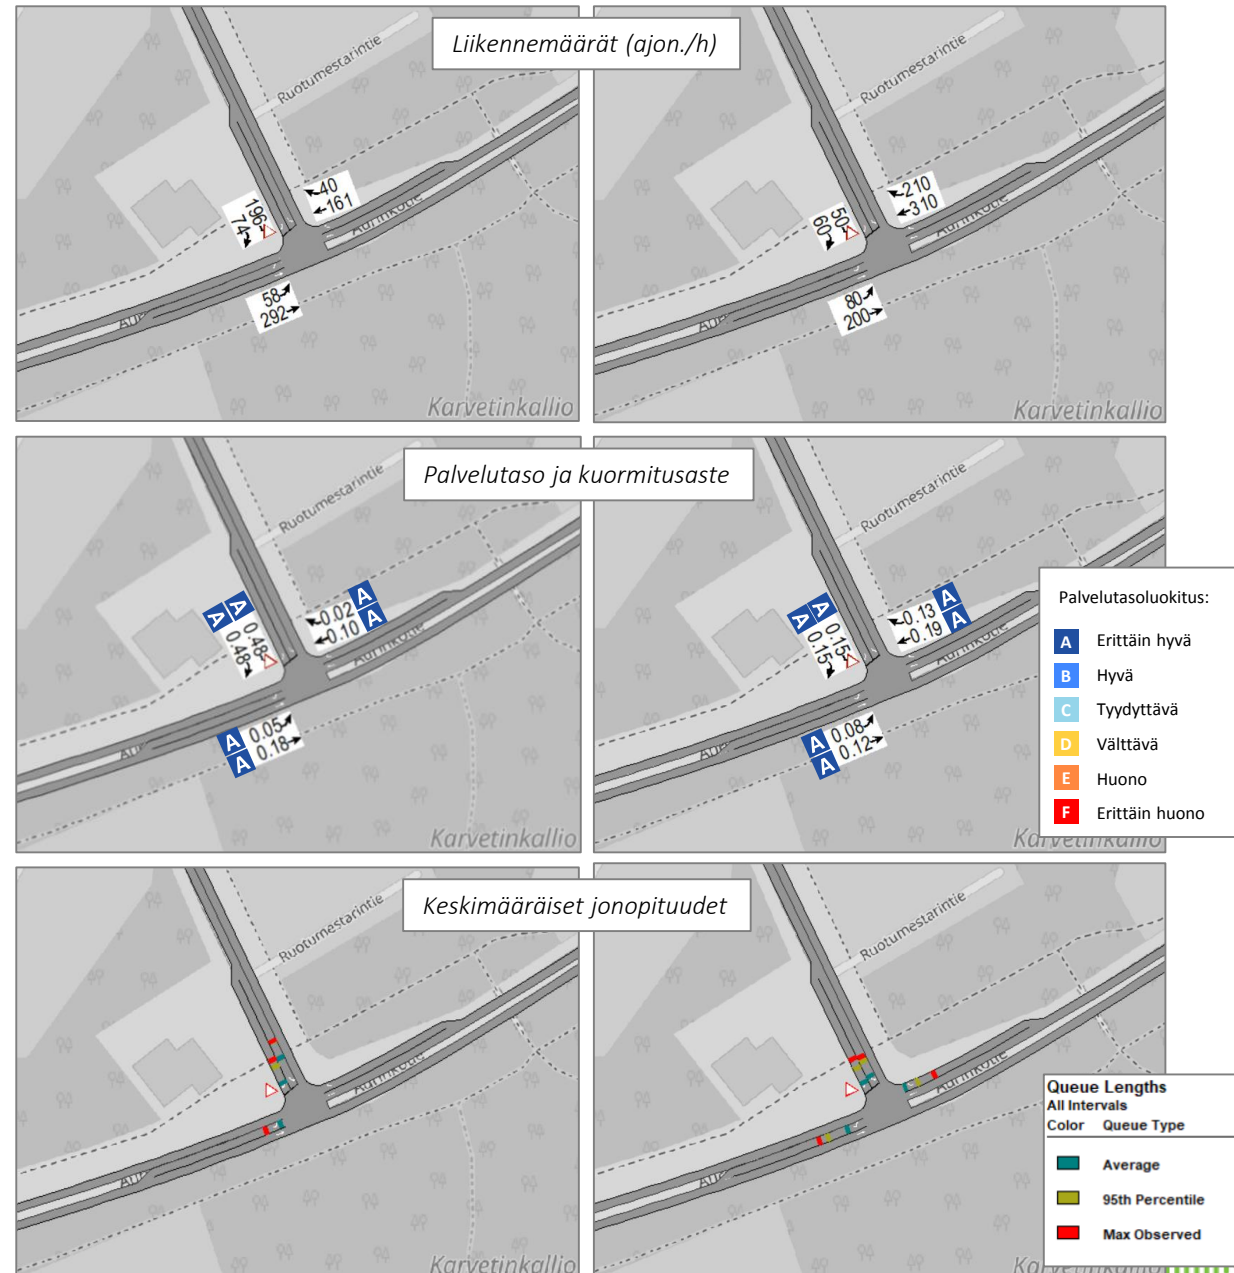 Liikennemäärät (ajon./h)
Ruotumestarintie
40
161
196
74
58
292
Karvetinkallio
Ruotumestarintie
210
310
50
60
80
200
Karvetinkallio
Palvelutaso ja kuormitusaste
Ruotumestarintie
0.02 A
0.10 A
A A
0.48
0.48
A 0.05
A 0.18
Karvetinkallio
Ruotumestarintie
0.13 A
0.19 A
A A
0.15
0.15
A 0.08
A 0.12
Karvetinkallio
Palvelutasoluokitus:
A Erittäin hyvä
B Hyvä
C Tyydyttävä
D Välttävä
E Huono
F Erittäin huono
Keskimääräiset jonopituudet
Ruotumestarintie
Aurinkotie
Karvetinkallio
Ruotumestarintie
Aurinkotie
Queue Lengths
All Intervals
Color Queue Type
Average
95th Percentile
Max Observed